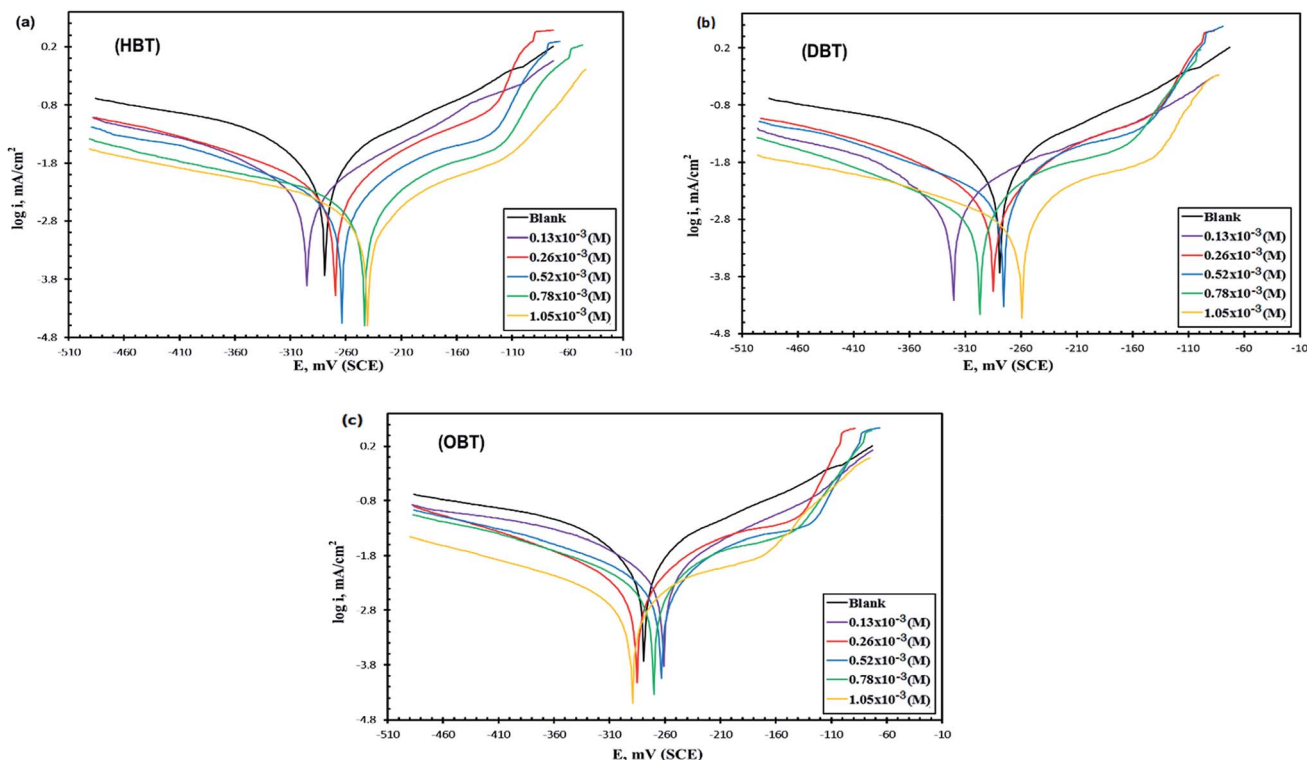 (a)
(HBT)
0.2
-0.8
-1.8
-2.8
-3.8
-4.8
log i, mA/cm²
-510 -460 -410 -360 -310 -260 -210 -160 -110 -60 -10
E, mV (SCE)
Blank
0.13x10⁻³(M)
0.26x10⁻³(M)
0.52x10⁻³(M)
0.78x10⁻³(M)
1.05x10⁻³(M)
(b)
(DBT)
0.2
-0.8
-1.8
-2.8
-3.8
-4.8
log i, mA/cm²
-510 -460 -410 -360 -310 -260 -210 -160 -110 -60 -10
E, mV (SCE)
Blank
0.13x10⁻³(M)
0.26x10⁻³(M)
0.52x10⁻³(M)
0.78x10⁻³(M)
1.05x10⁻³(M)
(c)
(OBT)
0.2
-0.8
-1.8
-2.8
-3.8
-4.8
log i, mA/cm²
-510 -460 -410 -360 -310 -260 -210 -160 -110 -60 -10
E, mV (SCE)
Blank
0.13x10⁻³(M)
0.26x10⁻³(M)
0.52x10⁻³(M)
0.78x10⁻³(M)
1.05x10⁻³(M)